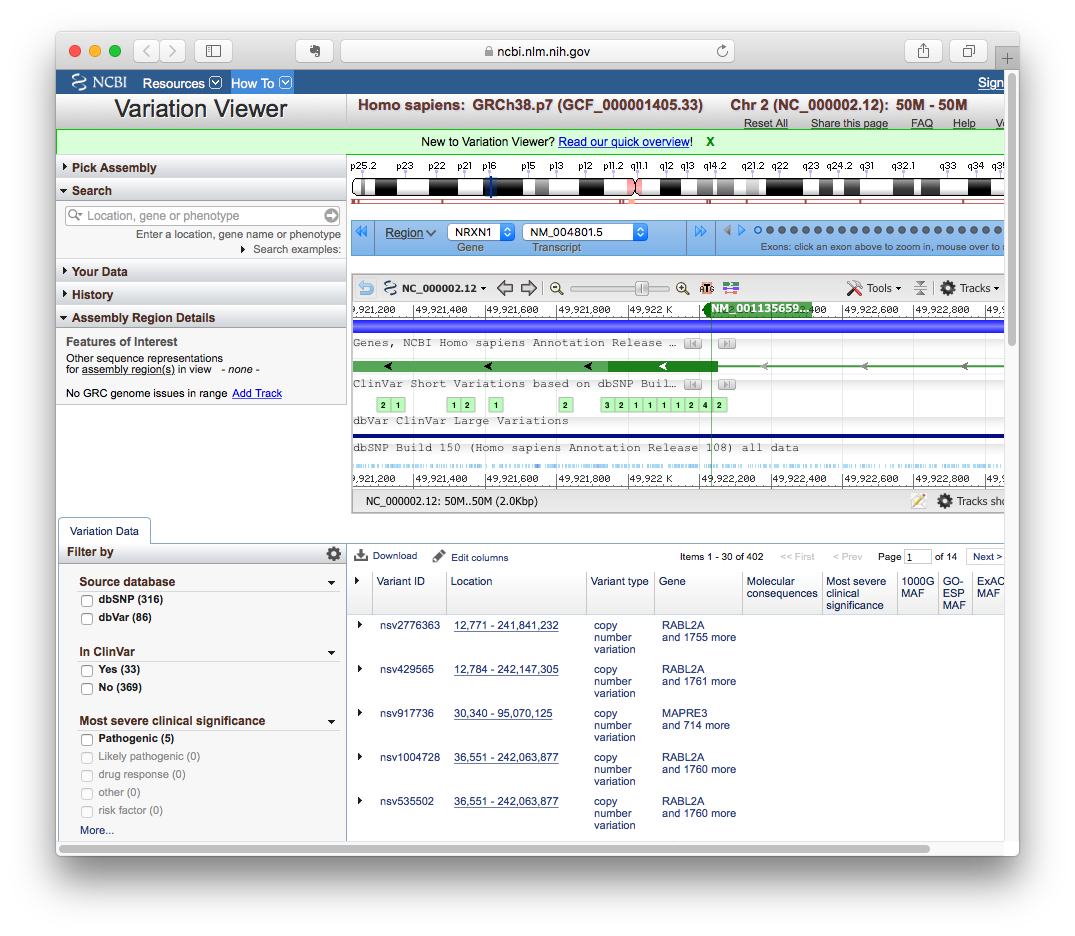 ncbi.nlm.nih.gov
NCBI Resources How To Sign
Variation Viewer
Homo sapiens: GRCh38.p7 (GCF_000001405.33) Chr 2 (NC_000002.12): 50M - 50M
Reset All Share this page FAQ Help
New to Variation Viewer? Read our quick overview! X
Pick Assembly
Search
Location, gene or phenotype
Enter a location, gene name or phenotype
Search examples:
Your Data
History
Assembly Region Details
Features of Interest
Other sequence representations
for assembly region(s) in view - none -
No GRC genome issues in range Add Track
p25.2 p23 p22 p21 p16 p15 p13 p12 p11.2 q11.1 q13 q14.2 q21.1 q22 q24.2 q31 q32.1 q33 q34 q35
Region NRXN1 NM_004801.5
Gene Transcript
Exons: click an exon above to zoom in, mouse over to
NC_000002.12 ATG Tools Tracks
9,921,200 49,921,400 49,921,600 49,921,800 49,922 K NM_001135659... 2,400 49,922,600 49,922,800 49,9
Genes, NCBI Homo sapiens Annotation Release ...
ClinVar Short Variations based on dbSNP Buil...
2 1 1 2 1 2 3 2 1 1 1 1 2 4 2
dbVar ClinVar Large Variations
dbSNP Build 150 (Homo sapiens Annotation Release 108) all data
9,921,200 49,921,400 49,921,600 49,921,800 49,922 K 49,922,200 49,922,400 49,922,600 49,922,800 49,9
NC_000002.12: 50M..50M (2.0Kbp) Tracks sho
Variation Data
Filter by
Source database
dbSNP (316)
dbVar (86)
In ClinVar
Yes (33)
No (369)
Most severe clinical significance
Pathogenic (5)
Likely pathogenic (0)
drug response (0)
other (0)
risk factor (0)
More...
Download Edit columns Items 1 - 30 of 402 << First < Prev Page 1 of 14 Next >
Variant ID Location Variant type Gene Molecular consequences Most severe clinical significance 1000G MAF GO-ESP MAF ExAC MAF
nsv2776363 12,771 - 241,841,232 copy number variation RABL2A and 1755 more
nsv429565 12,784 - 242,147,305 copy number variation RABL2A and 1761 more
nsv917736 30,340 - 95,070,125 copy number variation MAPRE3 and 714 more
nsv1004728 36,551 - 242,063,877 copy number variation RABL2A and 1760 more
nsv535502 36,551 - 242,063,877 copy number variation RABL2A and 1760 more